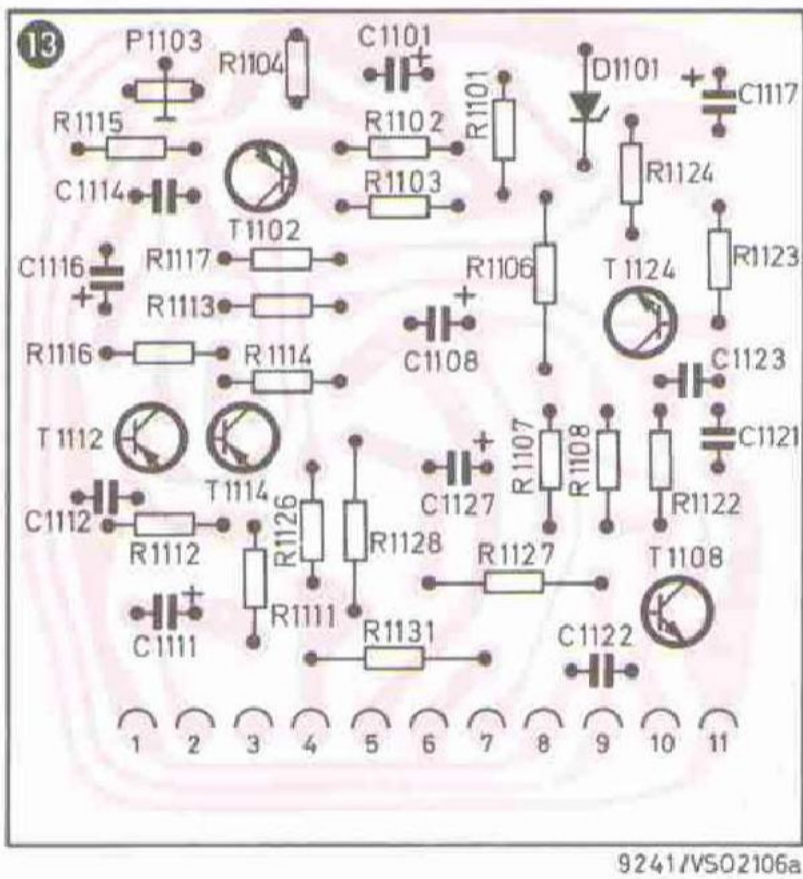 13
P1103
R1104
C1101
+
R1101
D1101
+
C1117
R1115
R1102
C1114
R1103
R1124
T1102
C1116
+
R1117
R1106
T1124
R1123
R1113
+
C1108
R1116
R1114
C1123
T1112
T1114
+
C1127
R1107
R1108
R1122
C1121
C1112
R1112
R1126
R1128
R1127
T1108
+
C1111
R1111
R1131
C1122
1 2 3 4 5 6 7 8 9 10 11
9241/VSO2106a